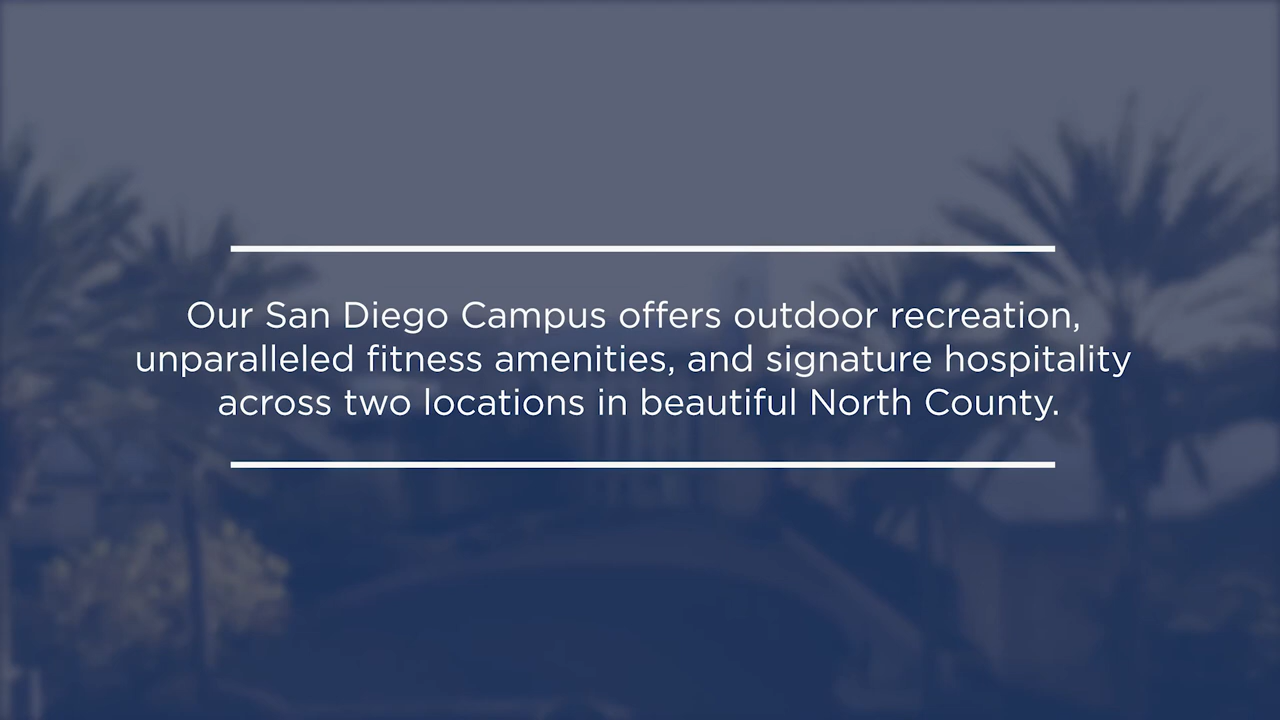 Our San Diego Campus offers outdoor recreation,
unparalleled fitness amenities, and signature hospitality
across two locations in beautiful North County.